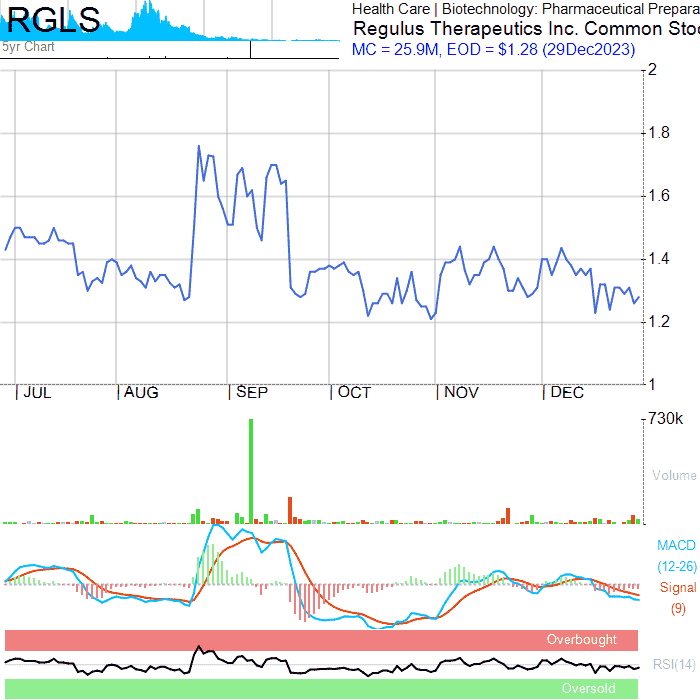 RGLS
5yr Chart
Health Care | Biotechnology: Pharmaceutical Prepara
Regulus Therapeutics Inc. Common Stoc
MC = 25.9M, EOD = $1.28 (29Dec2023)
2
1.8
1.6
1.4
1.2
1
JUL AUG SEP OCT NOV DEC
730k
Volume
MACD
(12-26)
Signal
(9)
Overbought
RSI(14)
Oversold